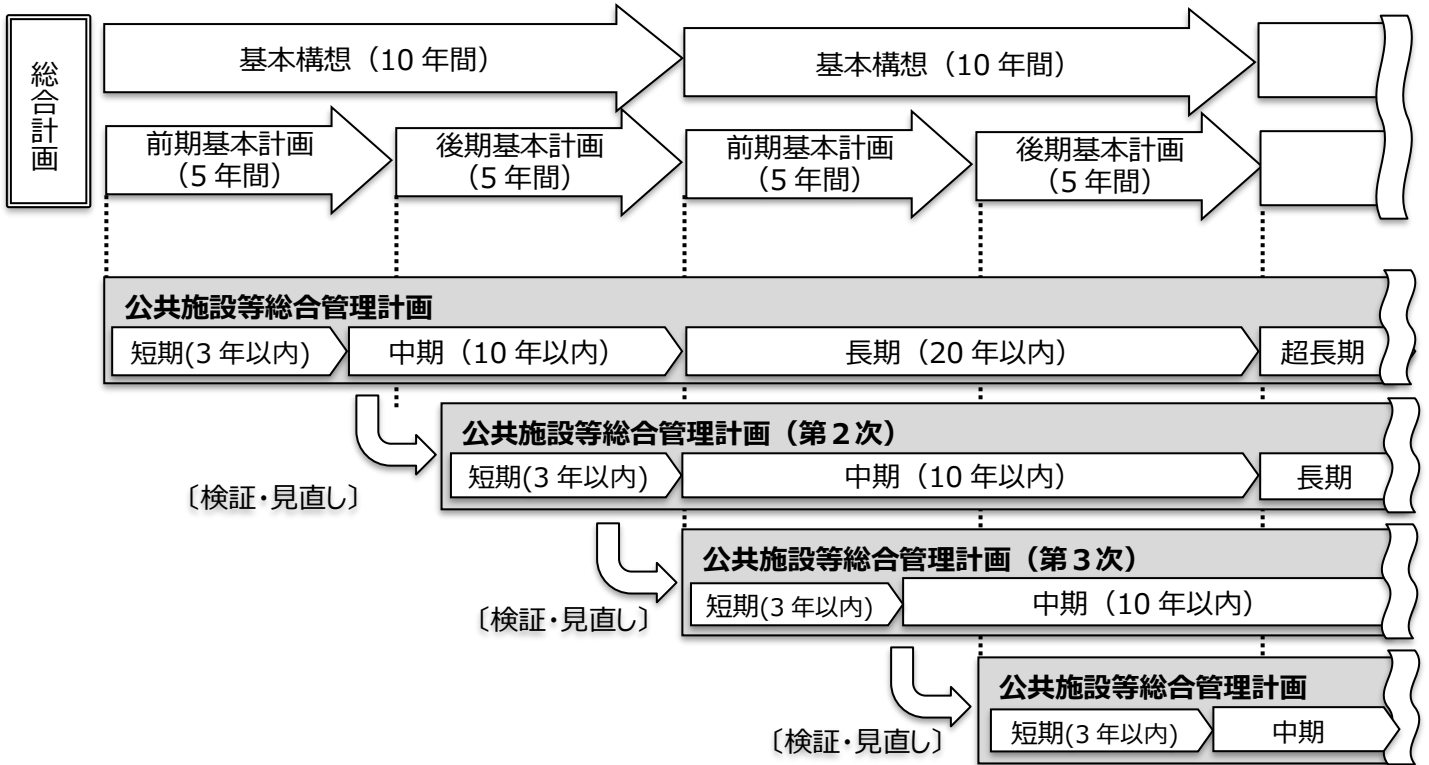 総合計画
基本構想（10 年間）
基本構想（10 年間）
前期基本計画
（5 年間）
後期基本計画
（5 年間）
前期基本計画
（5 年間）
後期基本計画
（5 年間）
公共施設等総合管理計画
短期(3 年以内)
中期（10 年以内）
長期（20 年以内）
超長期
公共施設等総合管理計画（第２次）
短期(3 年以内)
中期（10 年以内）
長期
〔検証・見直し〕
公共施設等総合管理計画（第３次）
短期(3 年以内)
中期（10 年以内）
〔検証・見直し〕
公共施設等総合管理計画
短期(3 年以内)
中期
〔検証・見直し〕